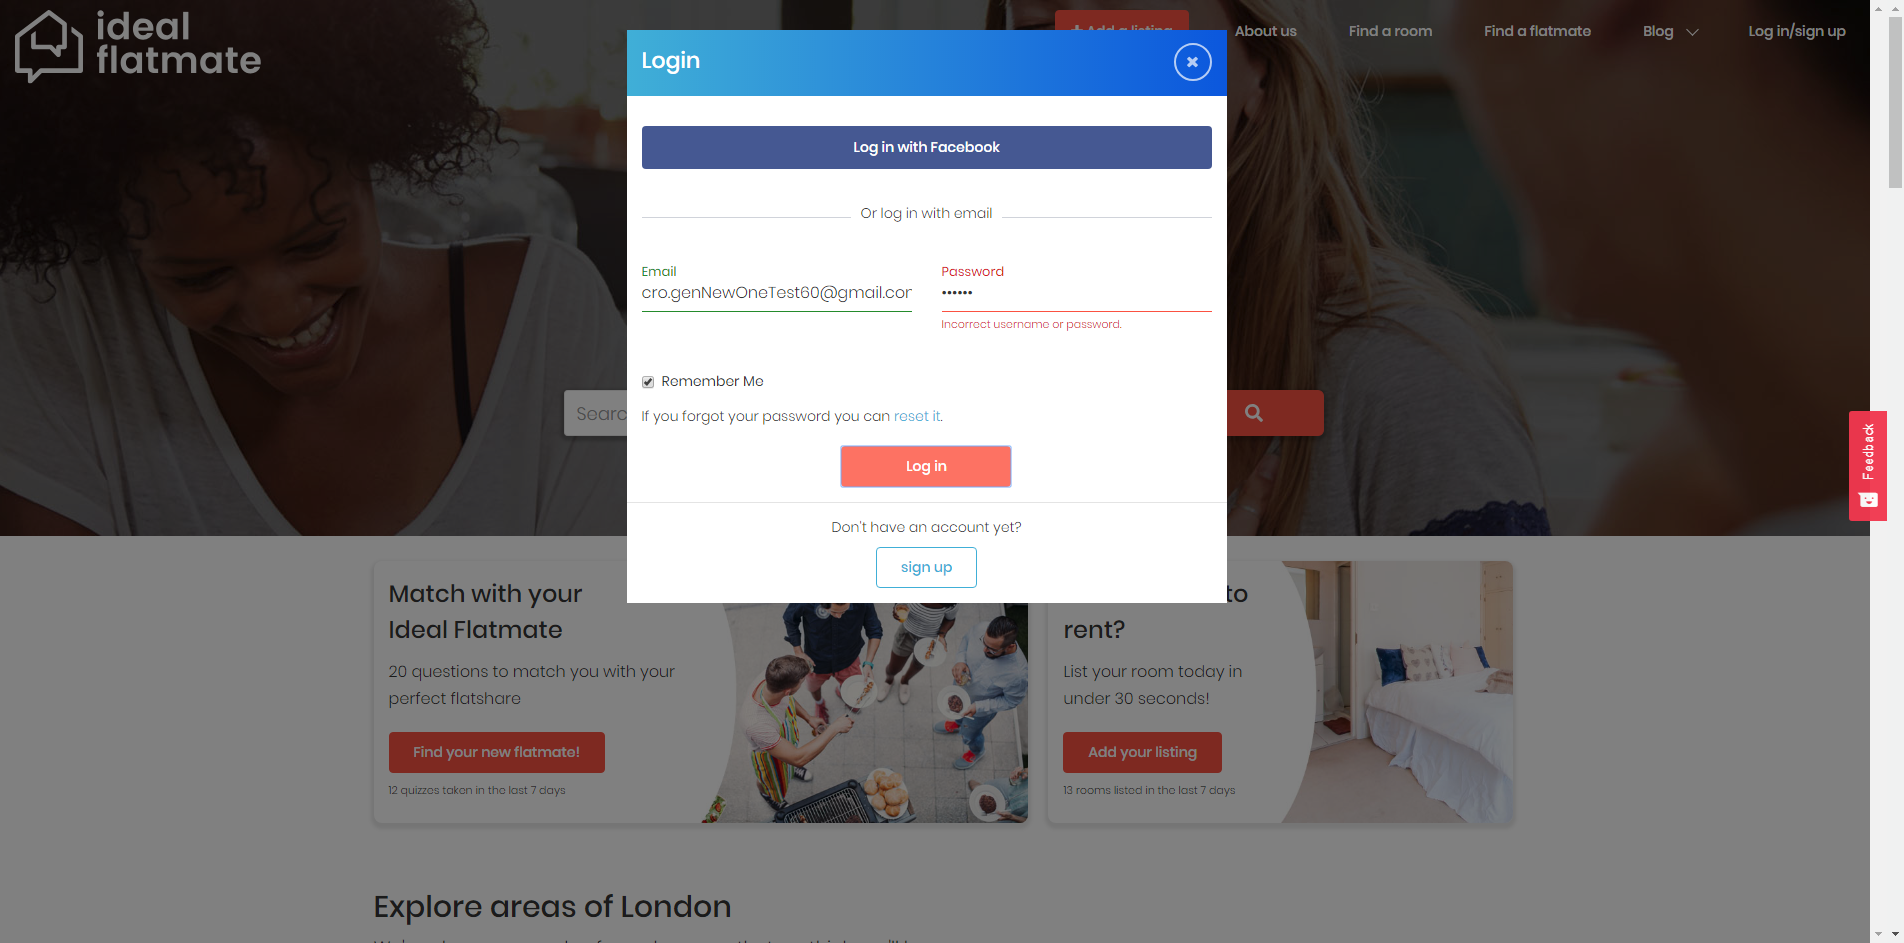 ideal
flatmate
Add a listing
About us
Find a room
Find a flatmate
Blog
Log in/sign up
Login
Log in with Facebook
Or log in with email
Email
Password
cro.genNewOneTest60@gmail.con
••••••
Incorrect username or password.
Remember Me
Searc
If you forgot your password you can reset it.
Log in
Feedback
Don't have an account yet?
sign up
Match with your
Ideal Flatmate
20 questions to match you with your
perfect flatshare
Find your new flatmate!
12 quizzes taken in the last 7 days
to
rent?
List your room today in
under 30 seconds!
Add your listing
13 rooms listed in the last 7 days
Explore areas of London